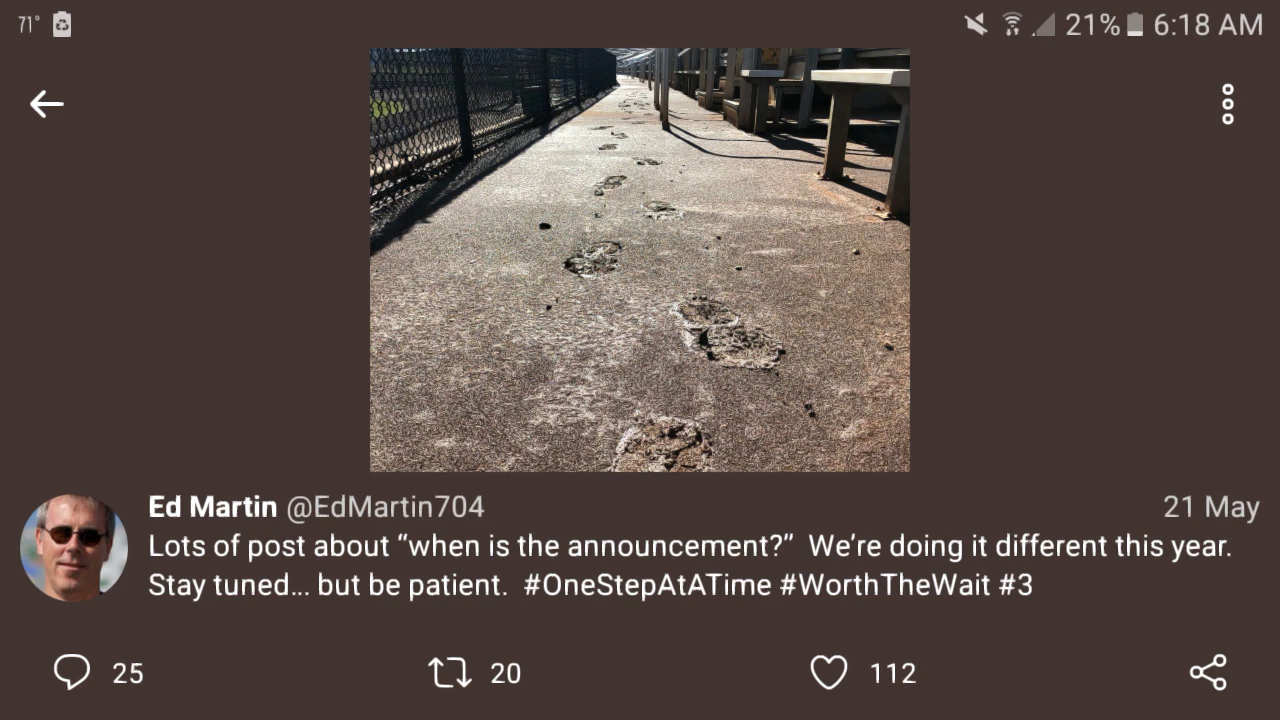 71°
21% 6:18 AM
Ed Martin @EdMartin704 21 May
Lots of post about “when is the announcement?”  We’re doing it different this year.
Stay tuned... but be patient.  #OneStepAtATime #WorthTheWait #3
25 20 112